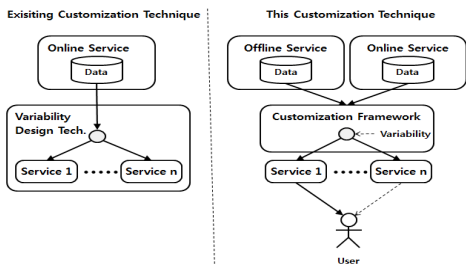 Exisiting Customization Technique
Online Service
Data
Variability
Design Tech.
Service 1
Service n
This Customization Technique
Offline Service
Data
Online Service
Data
Customization Framework
Variability
Service 1
Service n
User